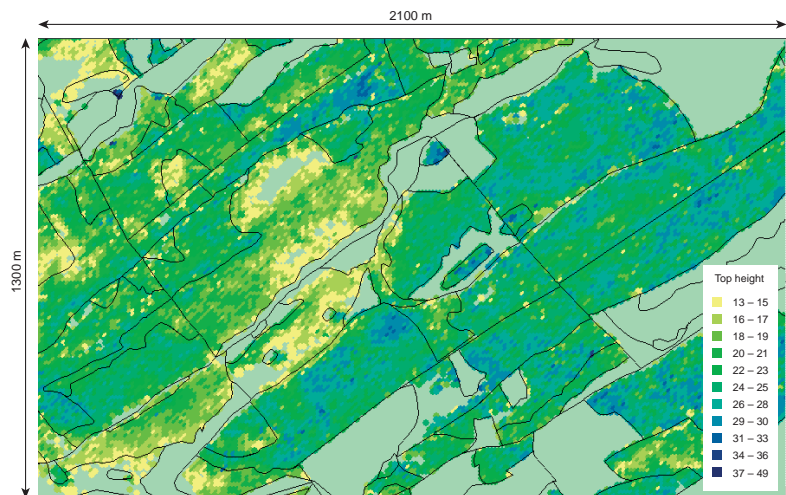 2100 m
1300 m
Top height
13 – 15
16 – 17
18 – 19
20 – 21
22 – 23
24 – 25
26 – 28
29 – 30
31 – 33
34 – 36
37 – 49